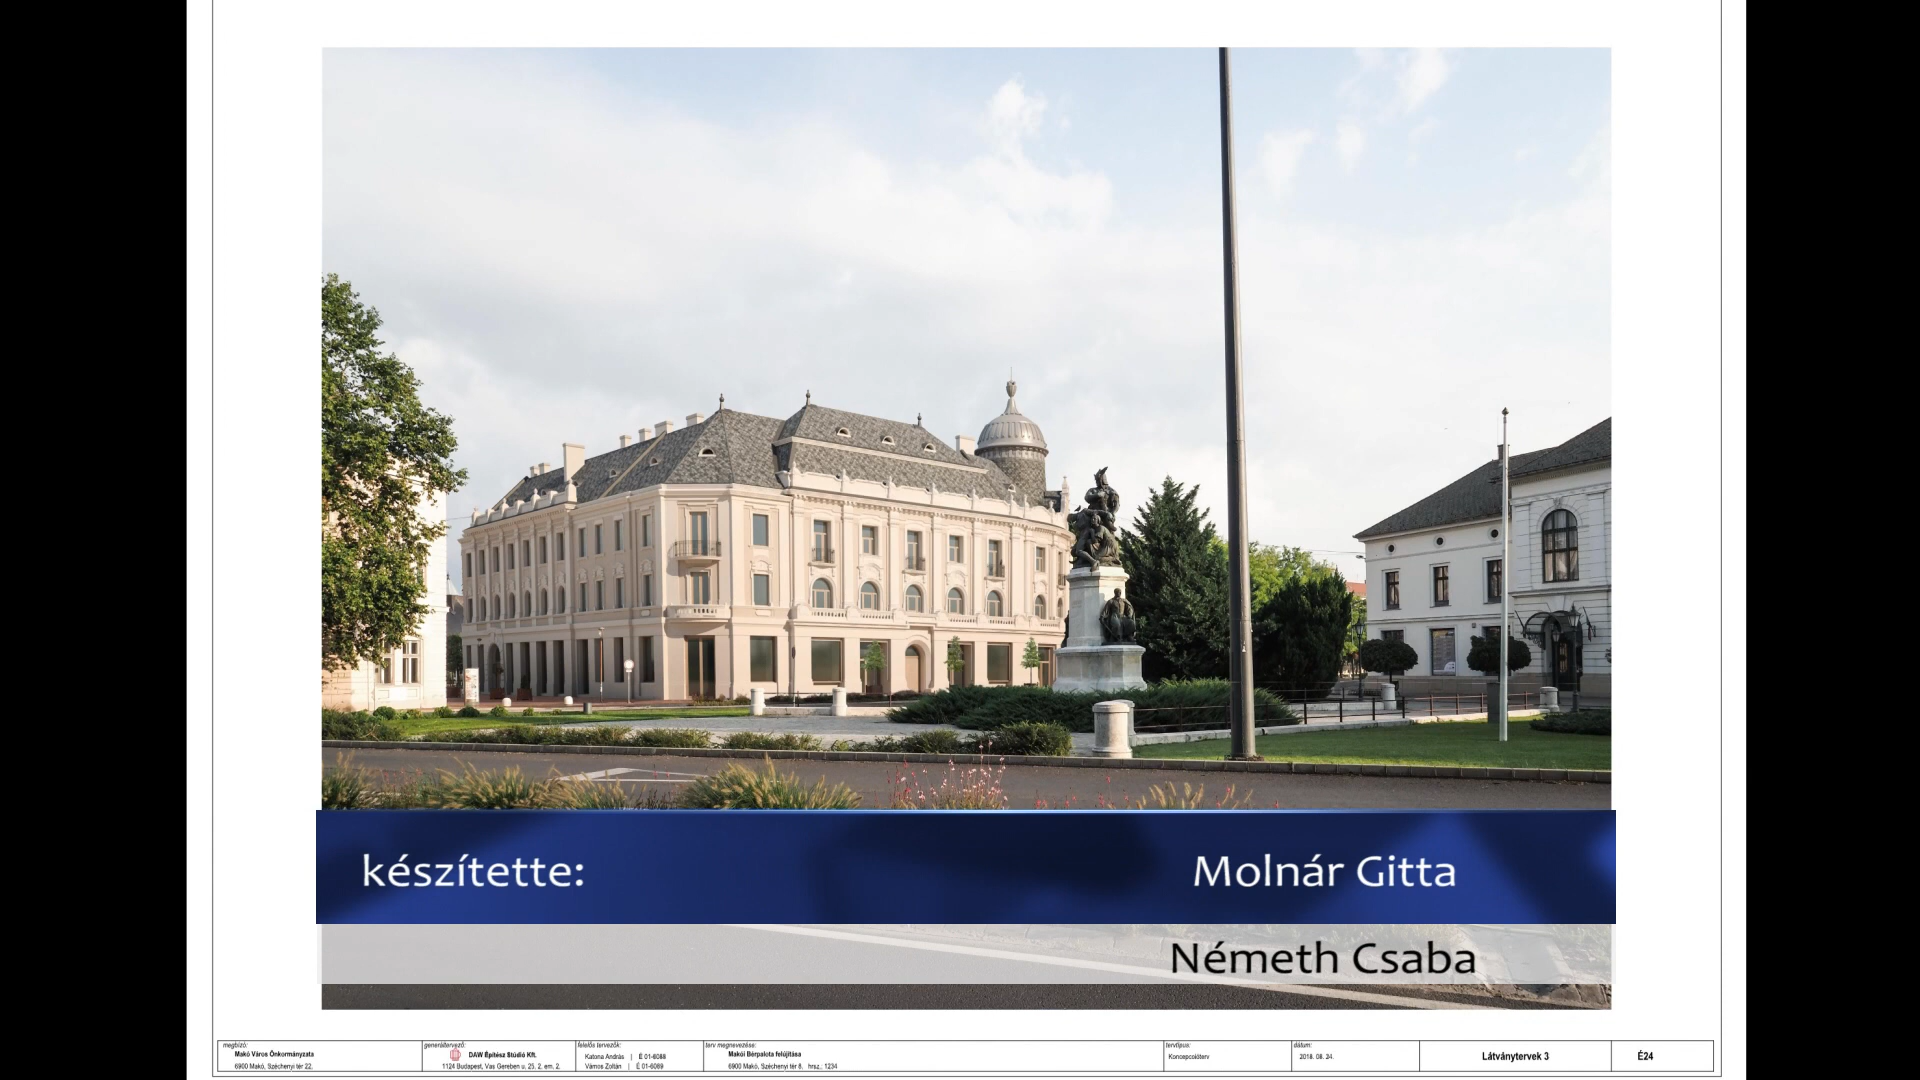 készítette:
Molnár Gitta
Németh Csaba
megbízó:
Makó Város Önkormányzata
6900 Makó, Széchenyi tér 22.
generáltervező:
DAW Építész Stúdió Kft.
1124 Budapest, Vas Gereben u. 25. 2. em. 2.
felelős tervezők:
Katona András | É 01-6088
Vámos Zoltán | É 01-6089
terv megnevezése:
Makói Bérpalota felújítása
6900 Makó, Széchenyi tér 8. hrsz.: 1234
tervtípus:
Koncepcióterv
dátum:
2018. 08. 24.
Látványtervek 3
É24